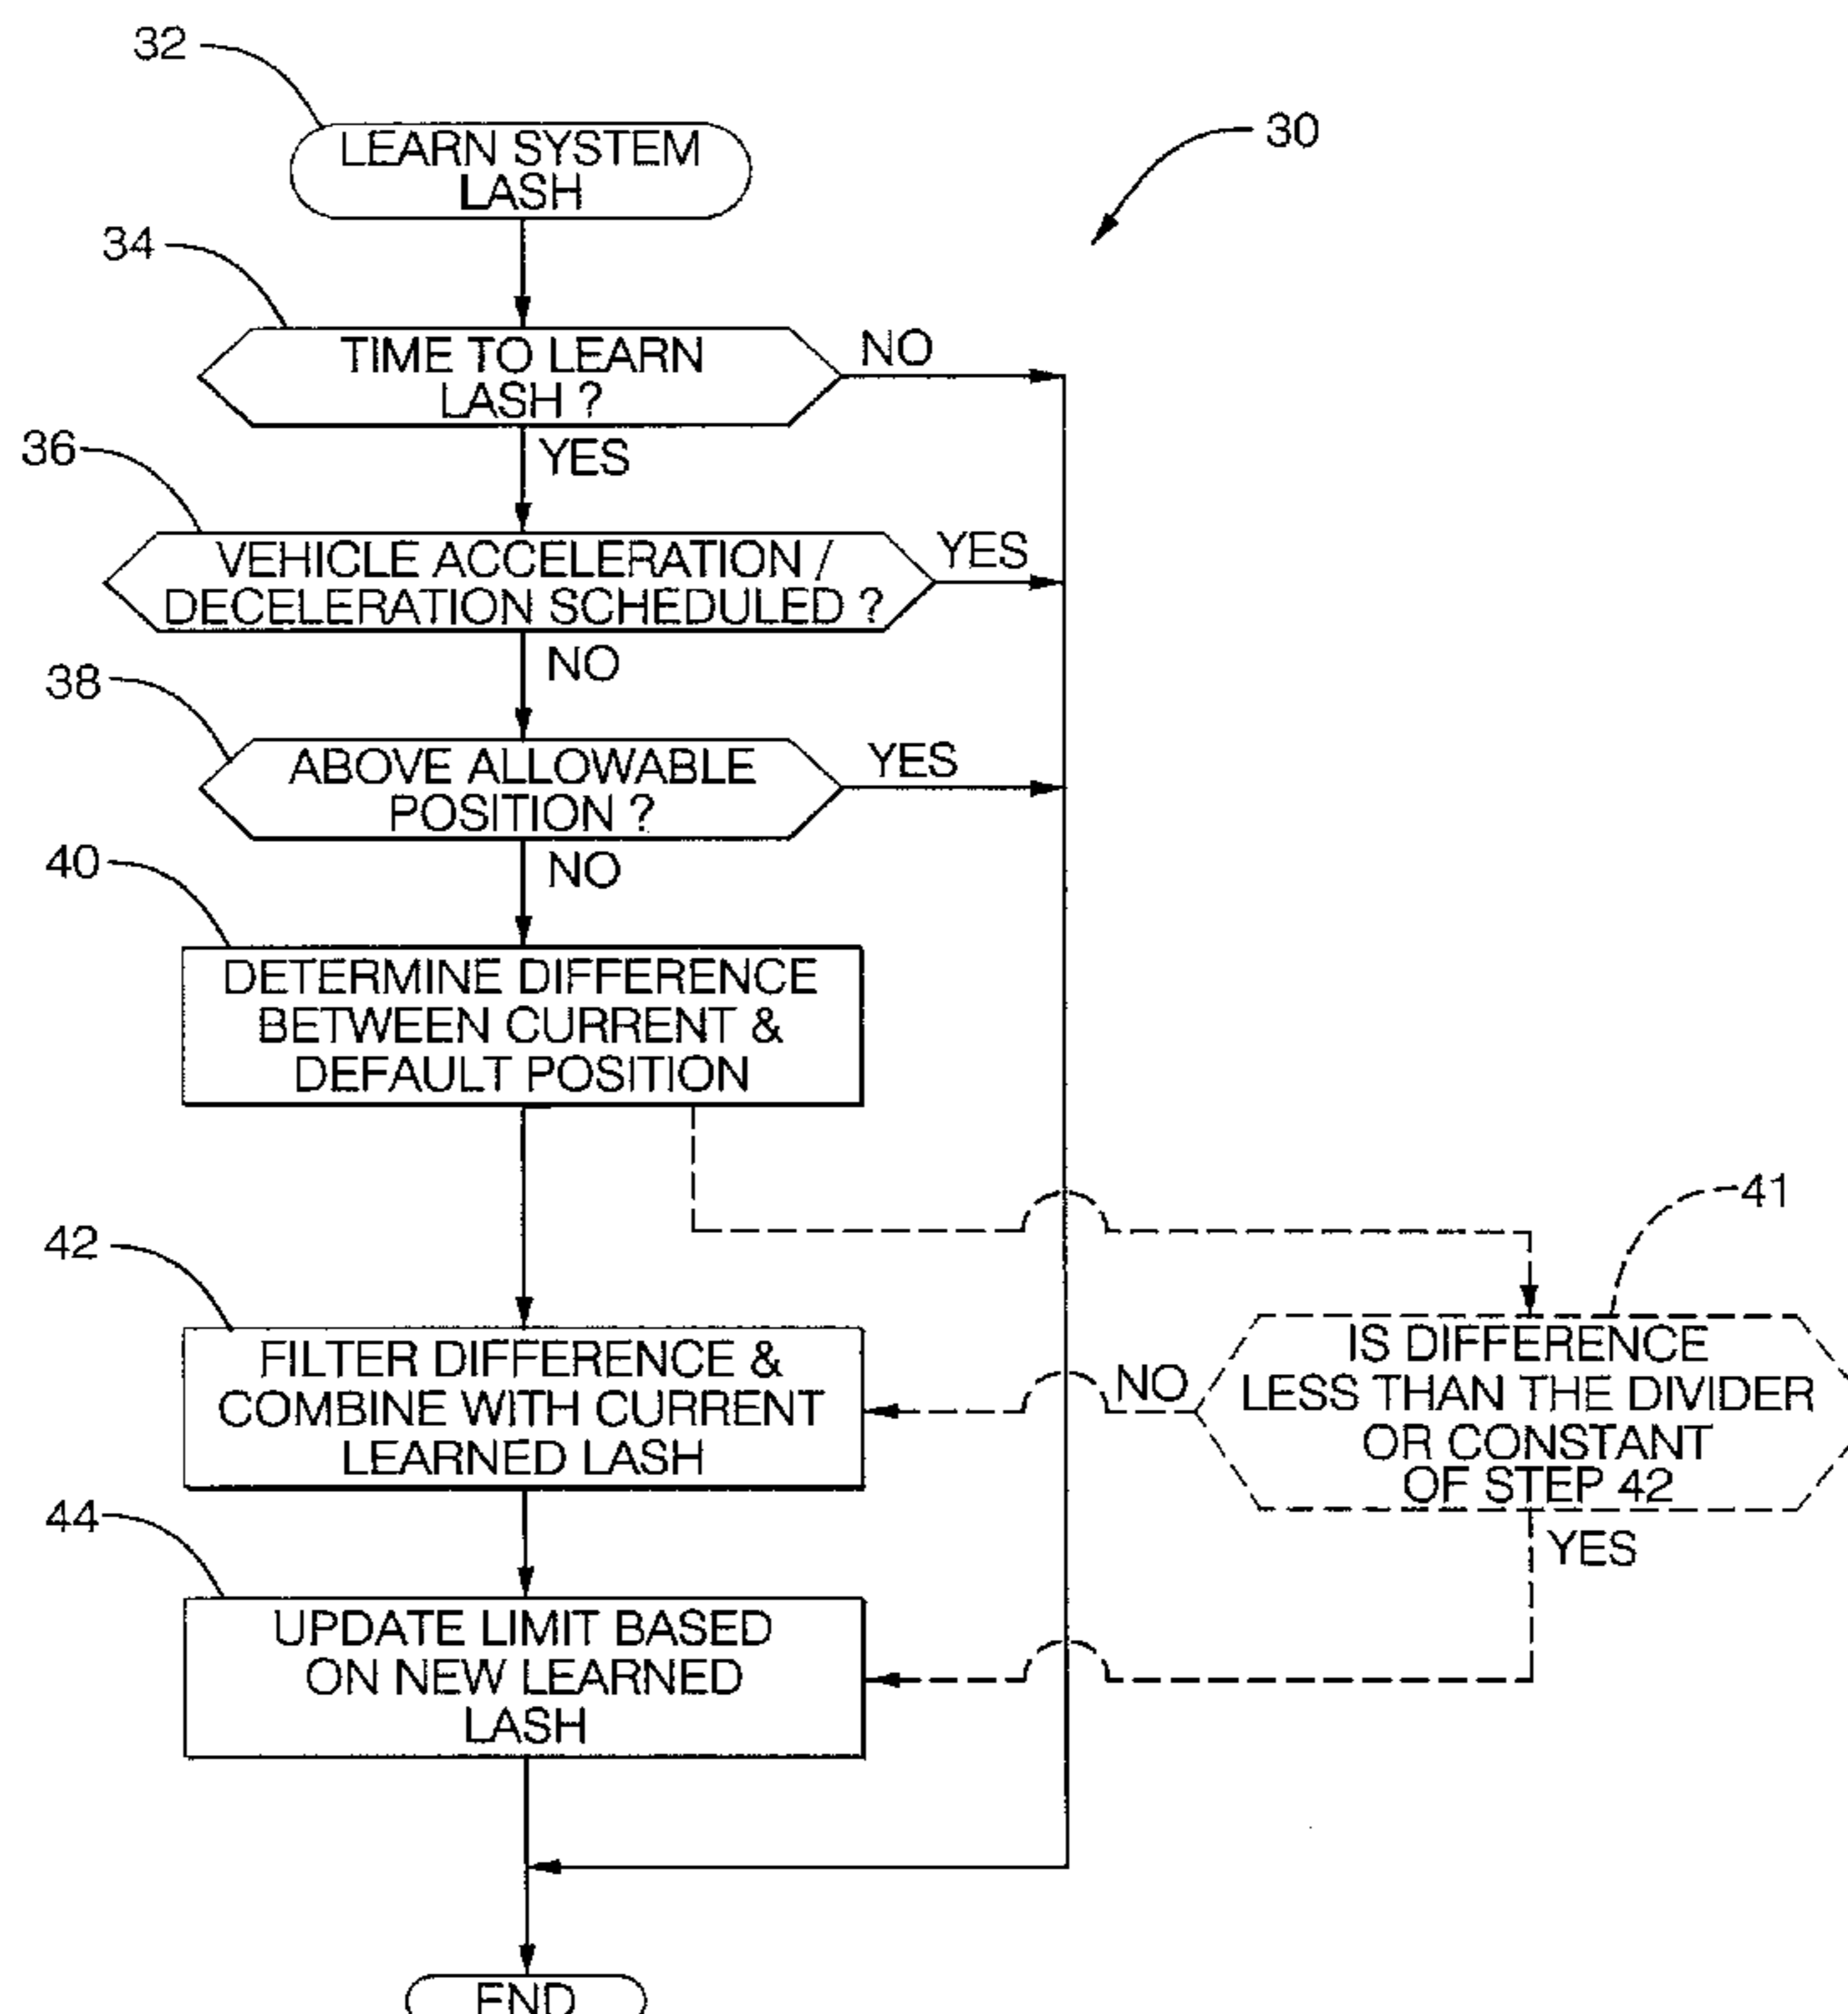 32
LEARN SYSTEM
LASH
30
34
TIME TO LEARN
LASH ?
NO
YES
36
VEHICLE ACCELERATION /
DECELERATION SCHEDULED ?
YES
NO
38
ABOVE ALLOWABLE
POSITION ?
YES
NO
40
DETERMINE DIFFERENCE
BETWEEN CURRENT &
DEFAULT POSITION
41
42
FILTER DIFFERENCE &
COMBINE WITH CURRENT
LEARNED LASH
NO
IS DIFFERENCE
LESS THAN THE DIVIDER
OR CONSTANT
OF STEP 42
YES
44
UPDATE LIMIT BASED
ON NEW LEARNED
LASH
END